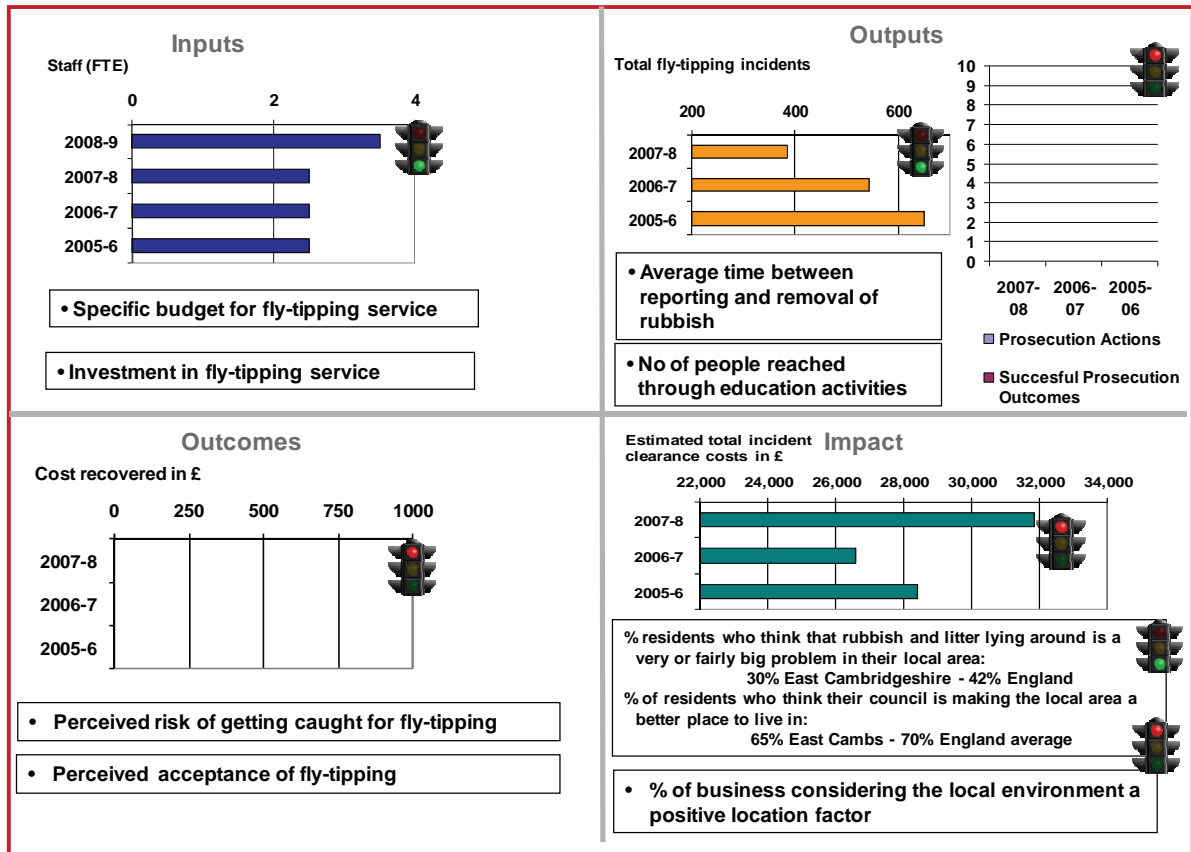 Inputs
Staff (FTE)
0 2 4
2008-9
2007-8
2006-7
2005-6
• Specific budget for fly-tipping service
• Investment in fly-tipping service
Outputs
Total fly-tipping incidents
200 400 600
2007-8
2006-7
2005-6
10
9
8
7
6
5
4
3
2
1
0
2007- 2006- 2005-
08 07 06
Prosecution Actions
Succesful Prosecution
Outcomes
• Average time between
reporting and removal of
rubbish
• No of people reached
through education activities
Outcomes
Cost recovered in £
0 250 500 750 1000
2007-8
2006-7
2005-6
• Perceived risk of getting caught for fly-tipping
• Perceived acceptance of fly-tipping
Impact
Estimated total incident
clearance costs in £
22,000 24,000 26,000 28,000 30,000 32,000 34,000
2007-8
2006-7
2005-6
% residents who think that rubbish and litter lying around is a
very or fairly big problem in their local area:
30% East Cambridgeshire - 42% England
% of residents who think their council is making the local area a
better place to live in:
65% East Cambs - 70% England average
• % of business considering the local environment a
positive location factor